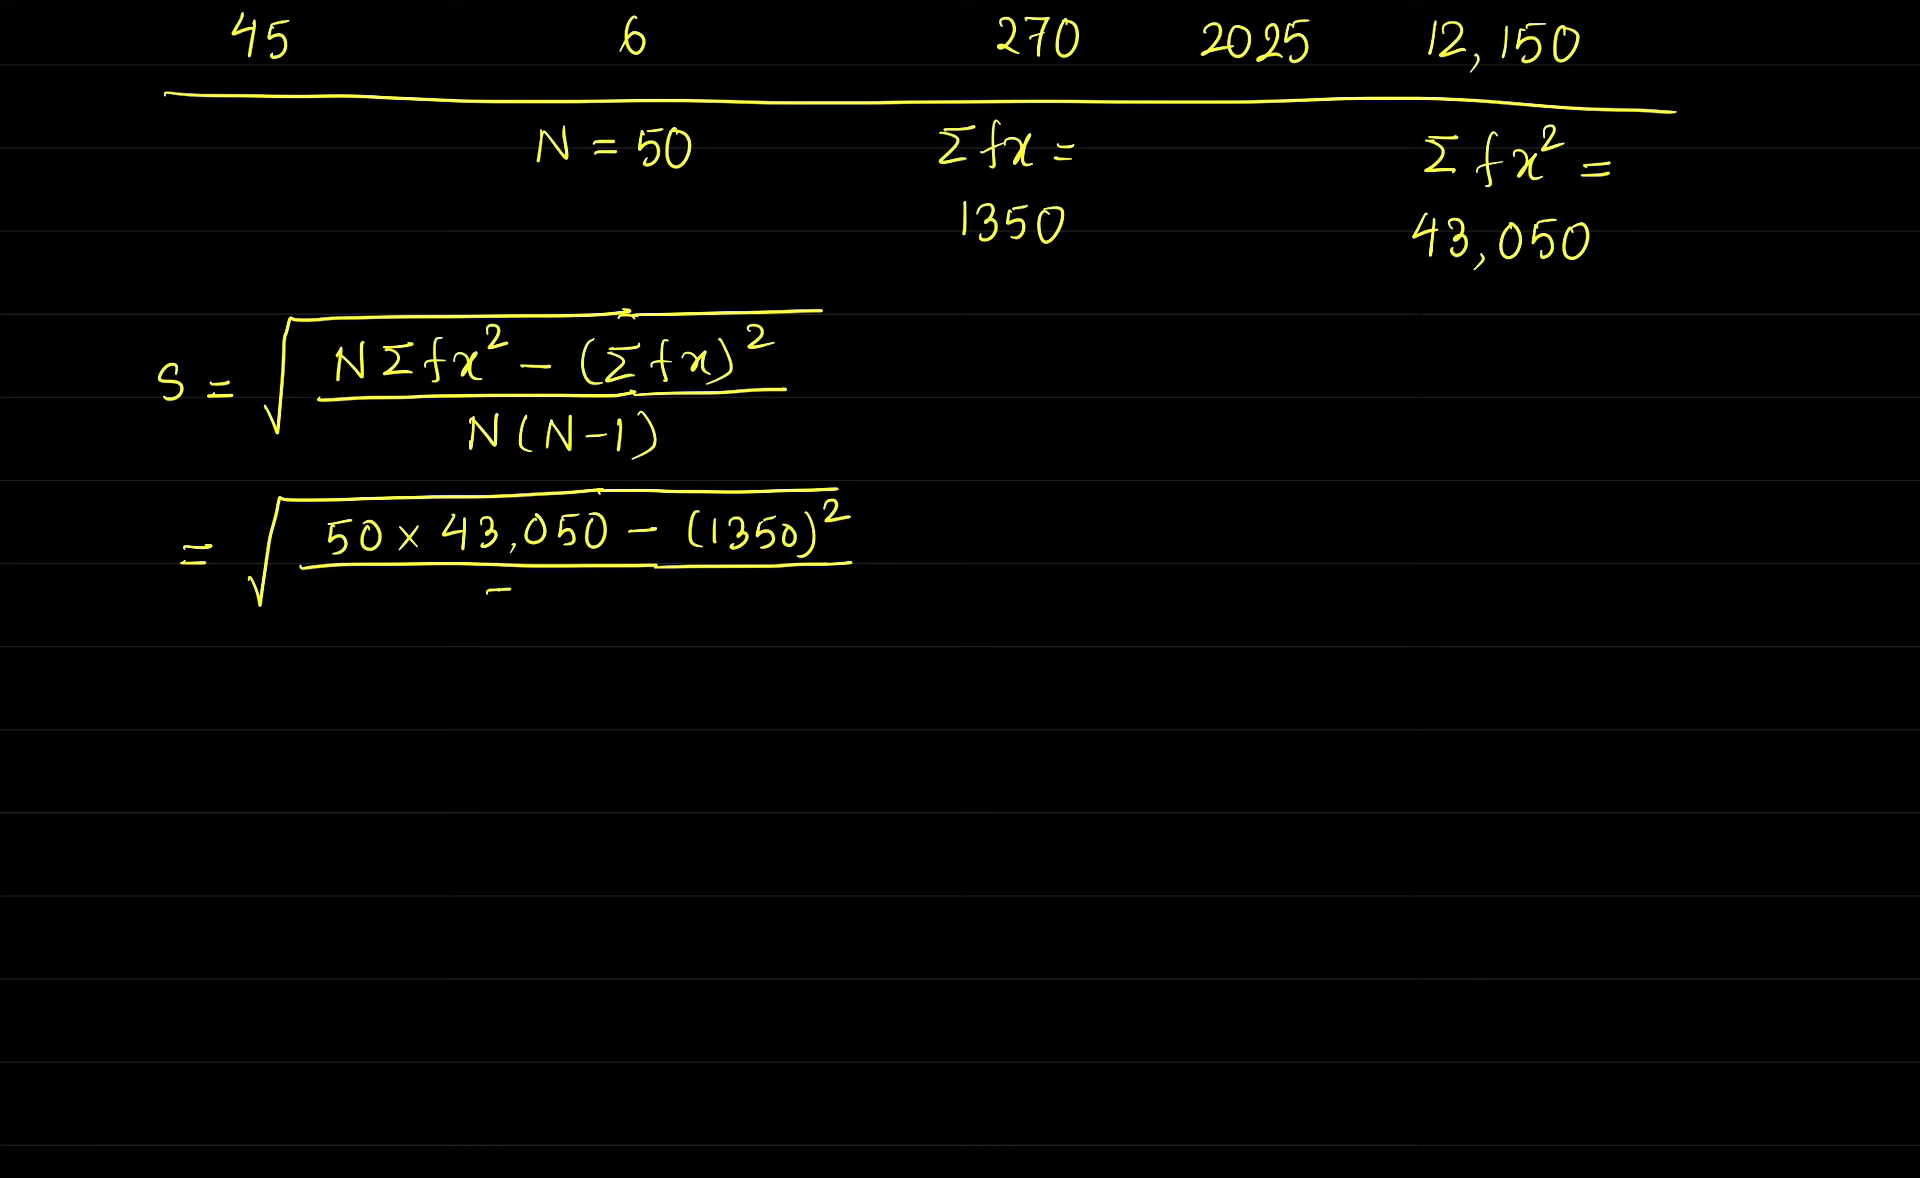 45 6 270 2025 12,150
N = 50 Σfx = Σfx² =
1350 43,050
S = √(NΣfx² − (Σfx)² / N(N−1))
= √(50 × 43,050 − (1350)² / −